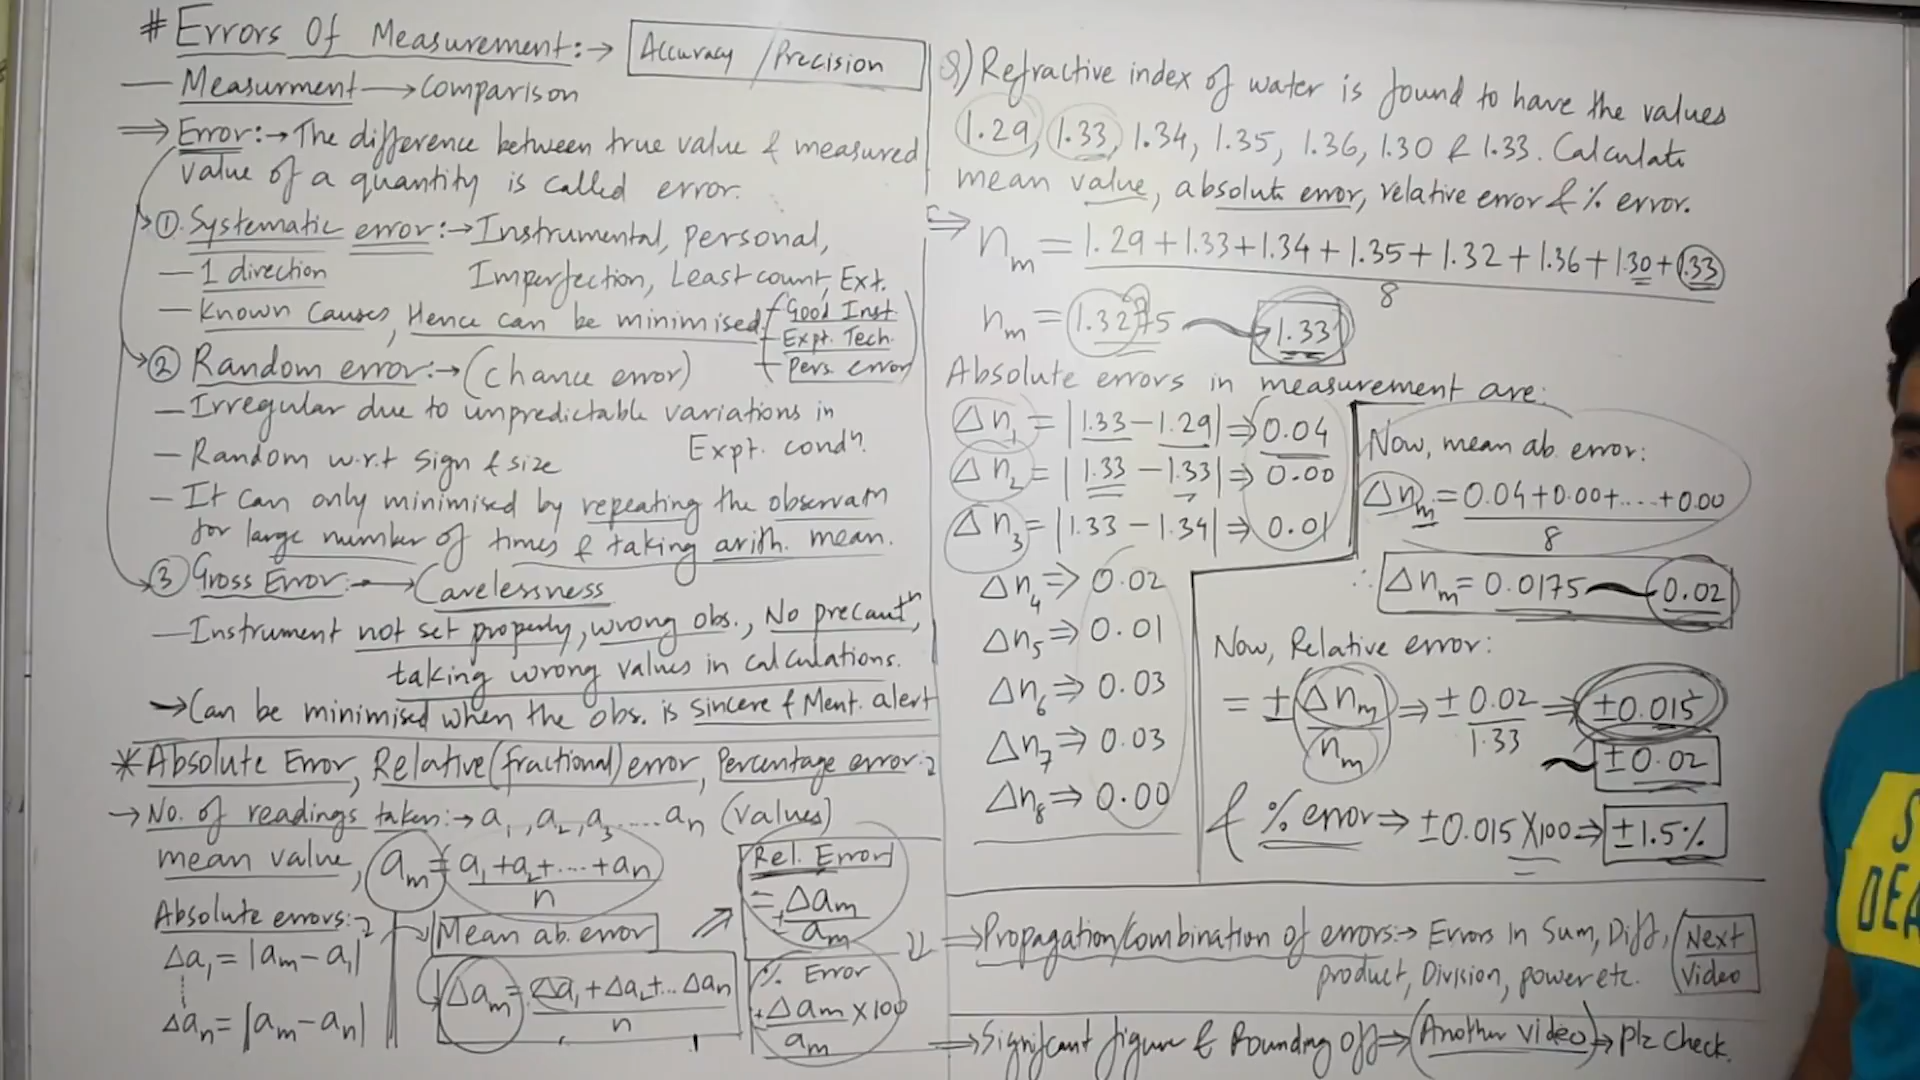 # Errors Of Measurement:→
Accuracy / Precision
— Measurment → Comparison
⇒ Error:→ The difference between true value & measured
value of a quantity is called error.
① Systematic error:→ Instrumental, personal,
— 1 direction Imperfection, Least count, Ext.
— Known Causes, Hence can be minimised
Good Inst.
Expt. Tech.
Pers. error
② Random error:→ (Chance error)
— Irregular due to unpredictable variations in
Expt. condⁿ.
— Random w.r.t sign & size
— It can only minimised by repeating the observatn
for large number of times & taking arith. mean.
③ Gross Error:→ Carelessness
— Instrument not set properly, wrong obs., No precautⁿ,
taking wrong values in calculations.
→ Can be minimised when the obs. is sincere & Ment. alert
* Absolute Error, Relative (fractional) error, Percentage error:
→ No. of readings taken:→ a₁, a₂, a₃ ..... aₙ (values)
mean value, aₘ = a₁ + a₂ + .... + aₙ / n
Absolute errors:
Δa₁ = |aₘ − a₁|
Δaₙ = |aₘ − aₙ|
Mean ab. error
Δaₘ = Δa₁ + Δa₂ + ... Δaₙ / n
Rel. Error
= ± Δaₘ / aₘ
% Error
± Δaₘ / aₘ × 100
Q) Refractive index of water is found to have the values
1.29, 1.33, 1.34, 1.35, 1.36, 1.30 & 1.33. Calculate
mean value, absolute error, relative error & % error.
⇒ nₘ = 1.29 + 1.33 + 1.34 + 1.35 + 1.32 + 1.36 + 1.30 + 1.33 / 8
nₘ = 1.3275 → 1.33
Absolute errors in measurement are:
Δn₁ = |1.33 − 1.29| ⇒ 0.04
Δn₂ = |1.33 − 1.33| ⇒ 0.00
Δn₃ = |1.33 − 1.34| ⇒ 0.01
Δn₄ ⇒ 0.02
Δn₅ ⇒ 0.01
Δn₆ ⇒ 0.03
Δn₇ ⇒ 0.03
Δn₈ ⇒ 0.00
Now, mean ab. error:
Δnₘ = 0.04 + 0.00 + .... + 0.00 / 8
∴ Δnₘ = 0.0175 ~ 0.02
Now, Relative error:
= ± Δnₘ / nₘ ⇒ ± 0.02 / 1.33 ⇒ ±0.015
~ ±0.02
& % error ⇒ ±0.015 × 100 ⇒ ±1.5%
⇒ Propagation/Combination of errors:→ Errors in Sum, Diff,
product, Division, power etc.
Next
Video
⇒ Significant figure & Rounding off ⇒ (Another Video) → plz check.
S
DEA